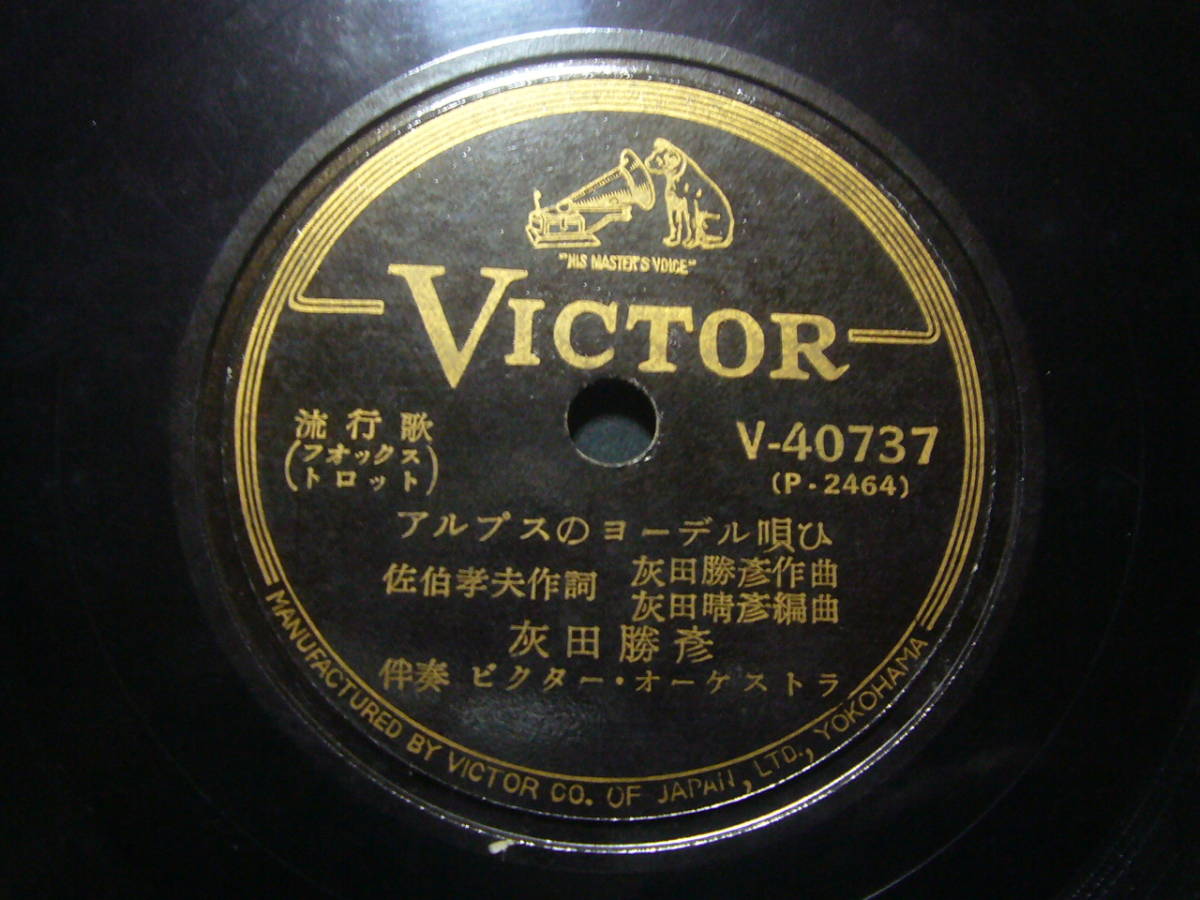 "HIS MASTER'S VOICE"
VICTOR
流行歌
(フオックス
トロット)
V-40737
(P・2464)
アルプスのヨーデル唄ひ
佐伯孝夫作詞
灰田勝彦作曲
灰田晴彦編曲
灰田勝彦
伴奏 ビクター・オーケストラ
MANUFACTURED BY VICTOR CO. OF JAPAN, LTD., YOKOHAMA